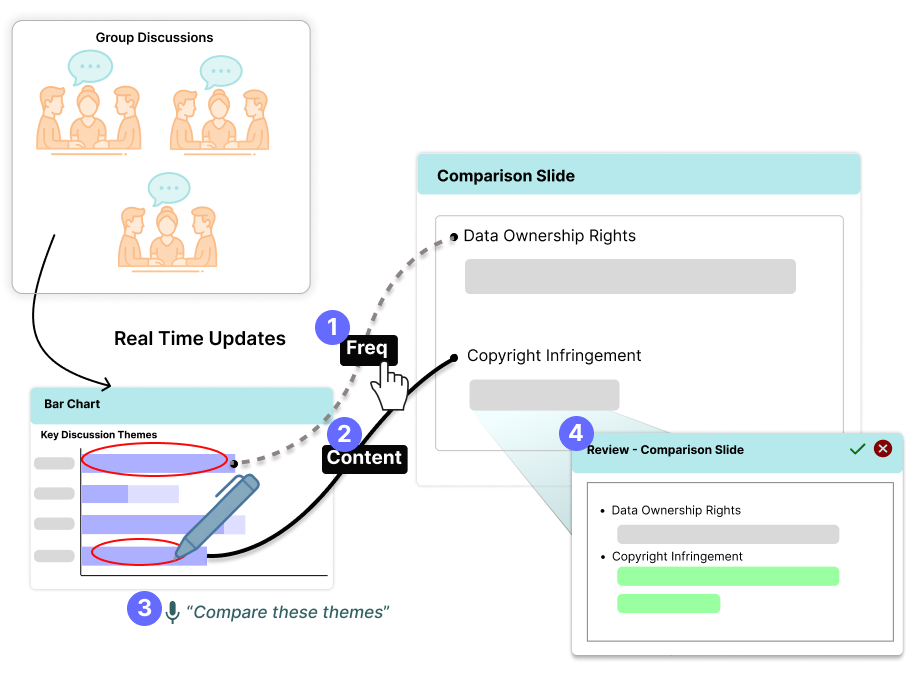 Group Discussions
Comparison Slide
Data Ownership Rights
1
Real Time Updates
Freq
Copyright Infringement
Bar Chart
2
4
Key Discussion Themes
Content
Review - Comparison Slide
Data Ownership Rights
Copyright Infringement
3
“Compare these themes”